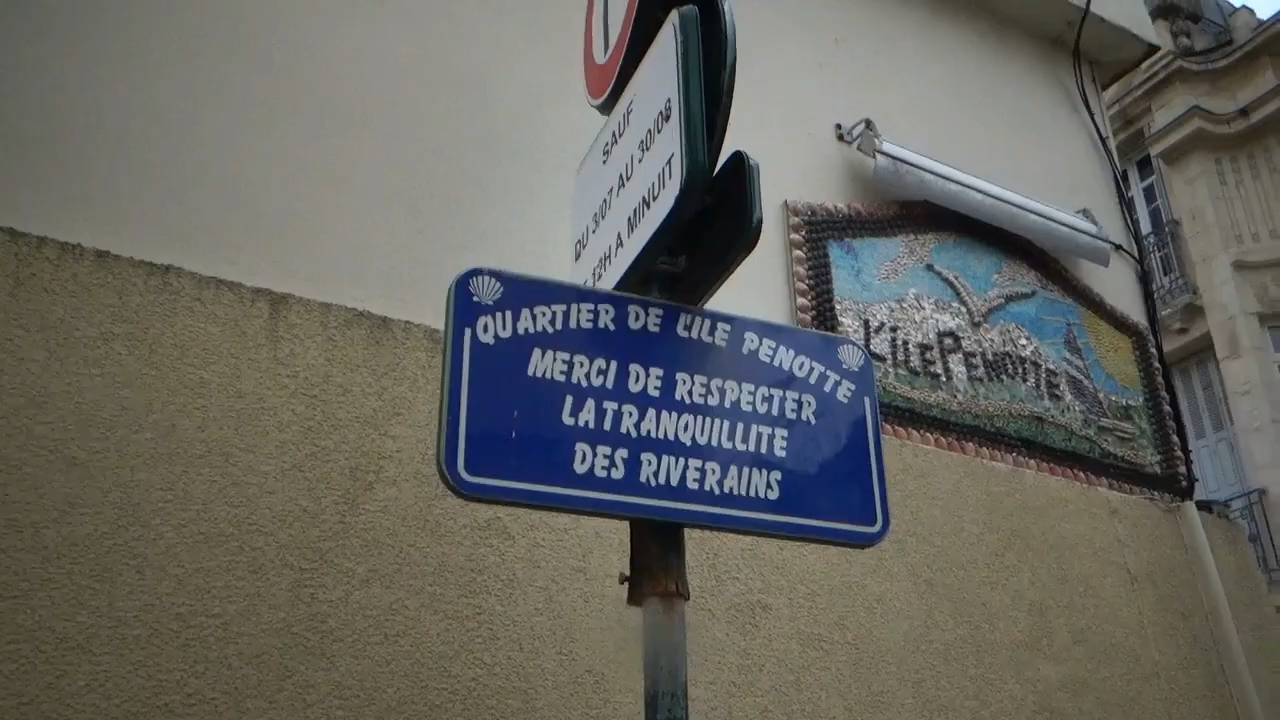 SAUF
DU 3/07 AU 30/08
12H A MINUIT
QUARTIER DE L'ILE PENOTTE
MERCI DE RESPECTER
LA TRANQUILLITE
DES RIVERAINS
L'ÎLE PENOTTE